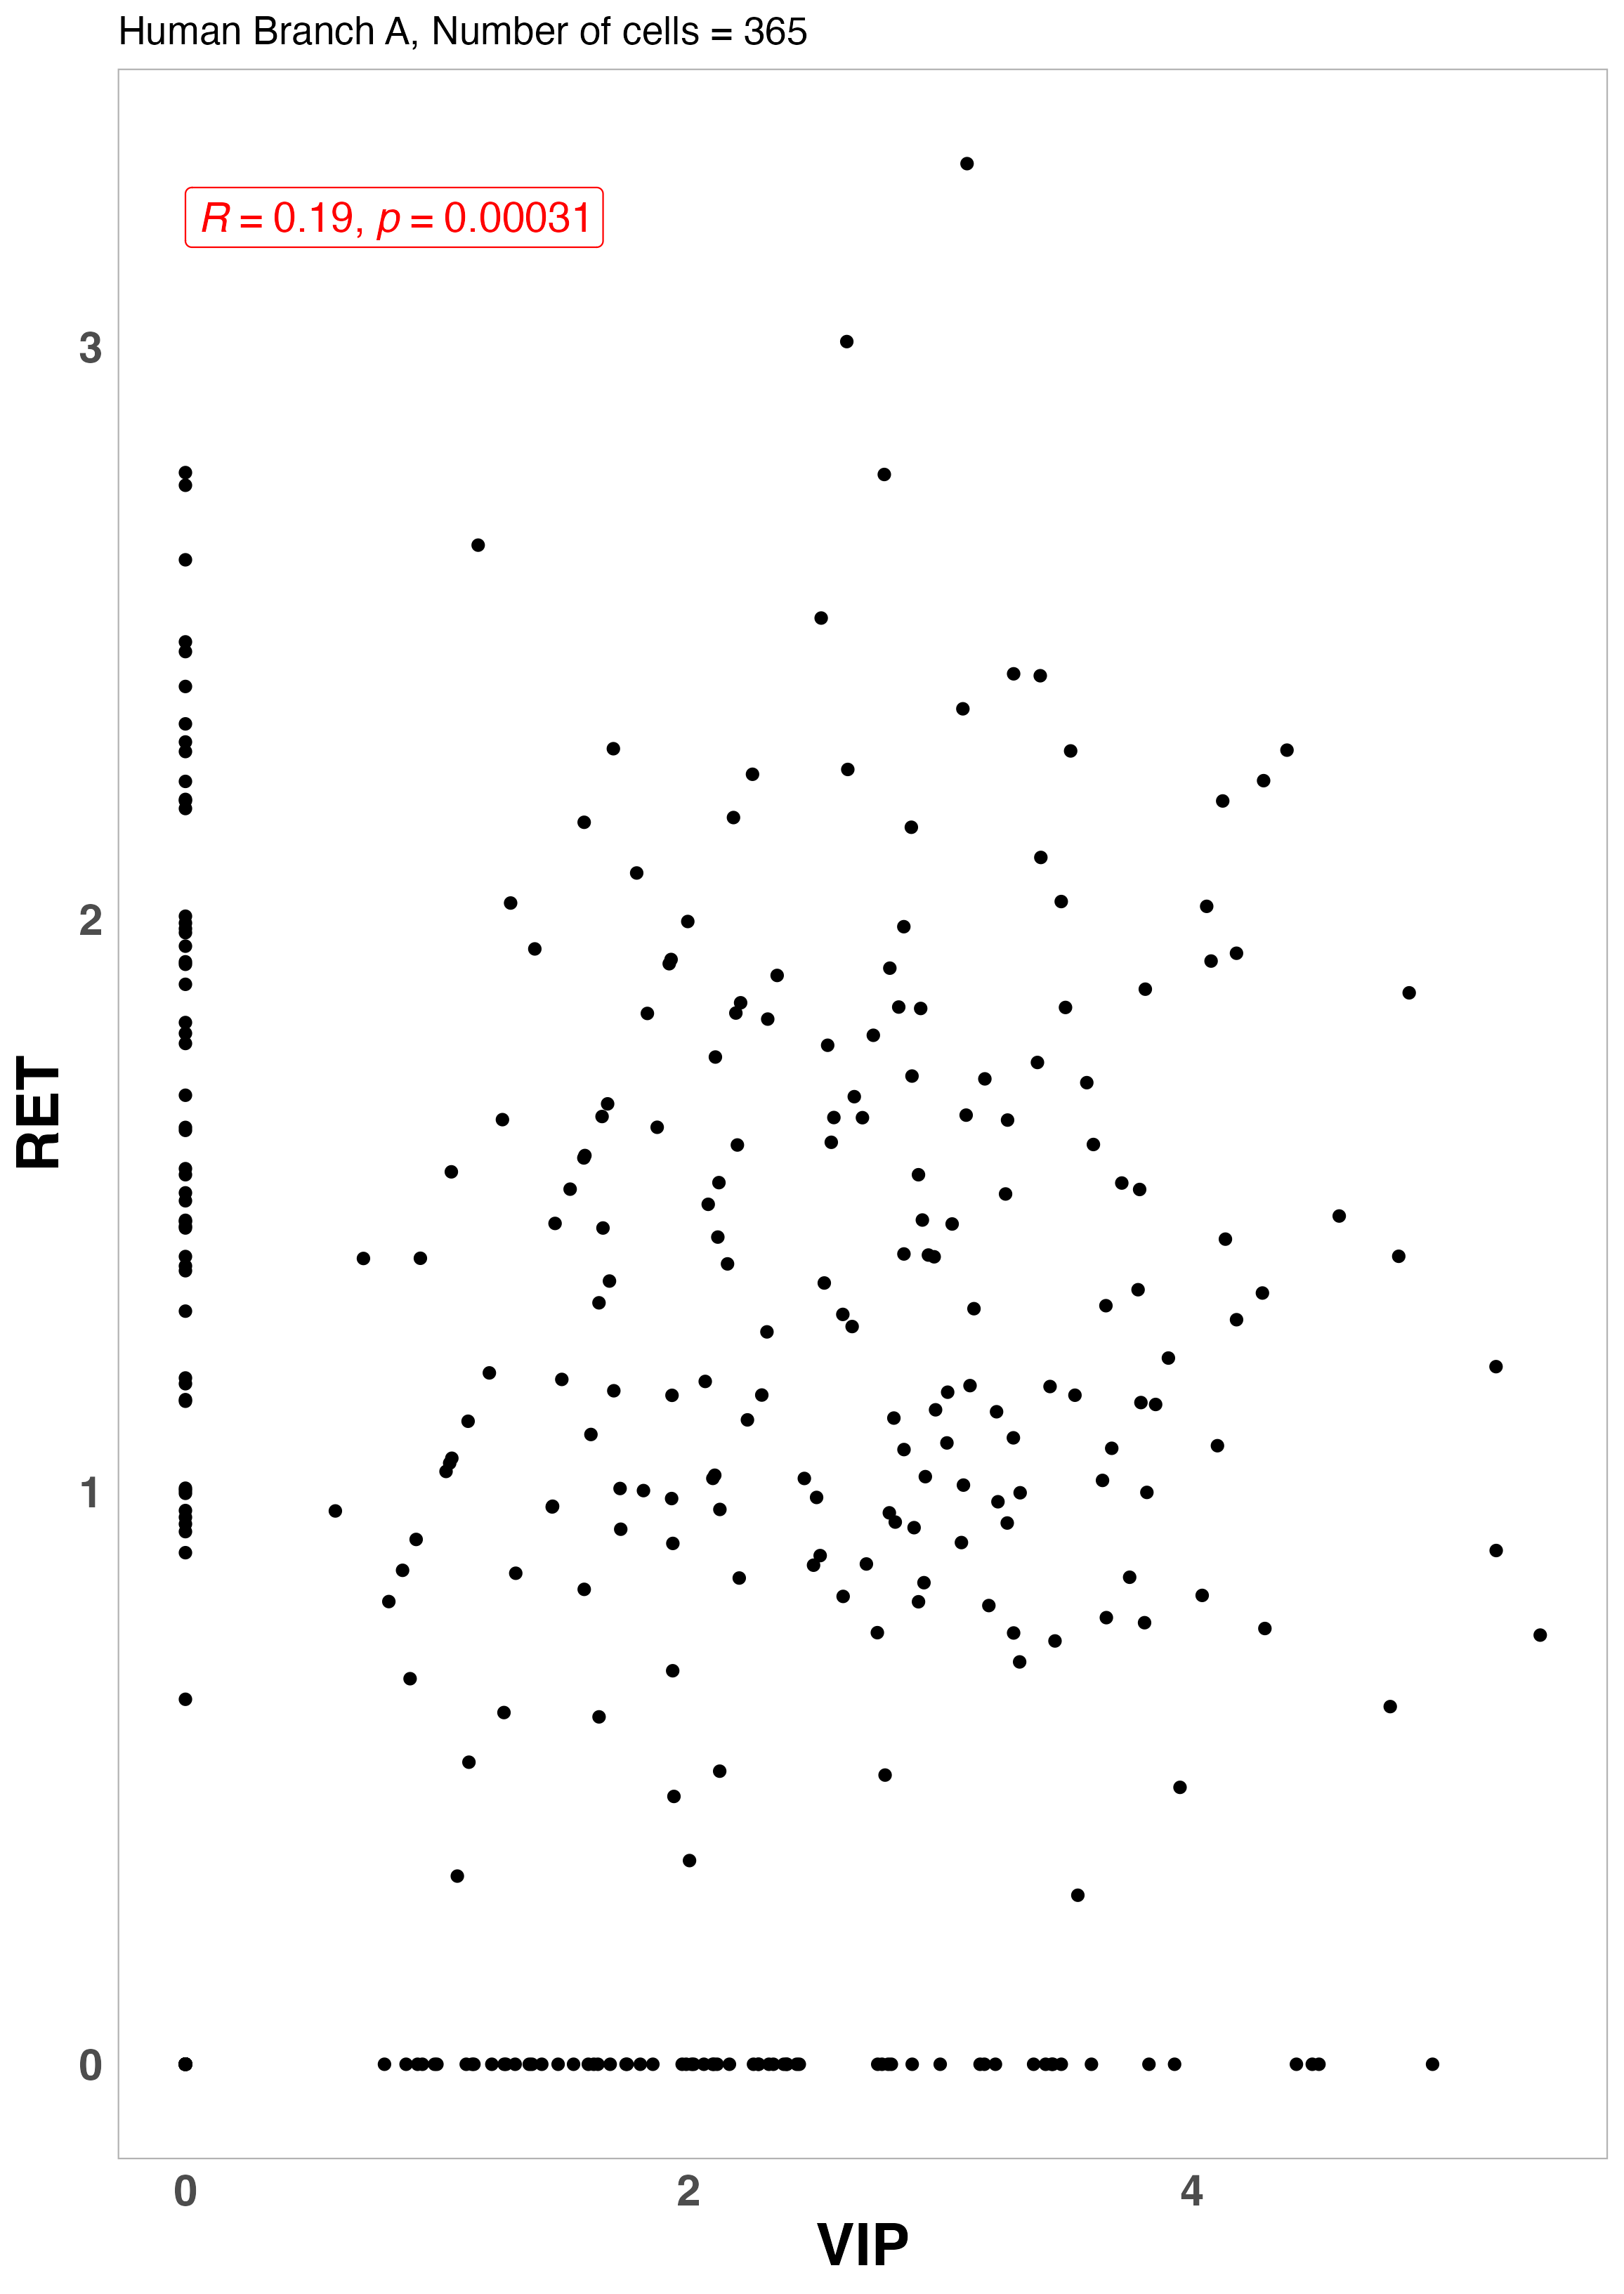 Human Branch A, Number of cells = 365
R = 0.19, p = 0.00031
3
2
1
0
RET
0 2 4
VIP